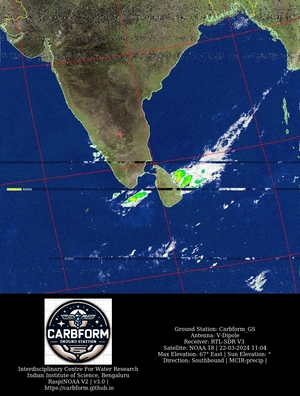 CARBFORM
GROUND STATION
Interdisciplinary Centre For Water Research
Indian Institute of Science, Bengaluru
RaspiNOAA V2 | v3.0 |
https://carbform.github.io
Ground Station: Carbform_GS
Antenna: V-Dipole
Receiver: RTL-SDR V3
Satellite: NOAA 18 | 22-03-2024 11:04
Max Elevation: 67° East | Sun Elevation: °
Direction: Southbound | MCIR-precip |